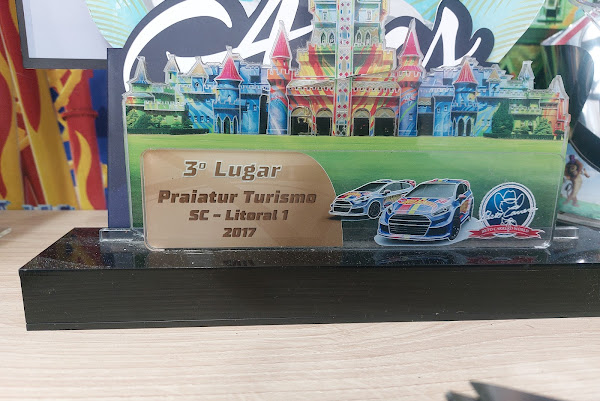 3º Lugar
Praiatur Turismo
SC - Litoral 1
2017